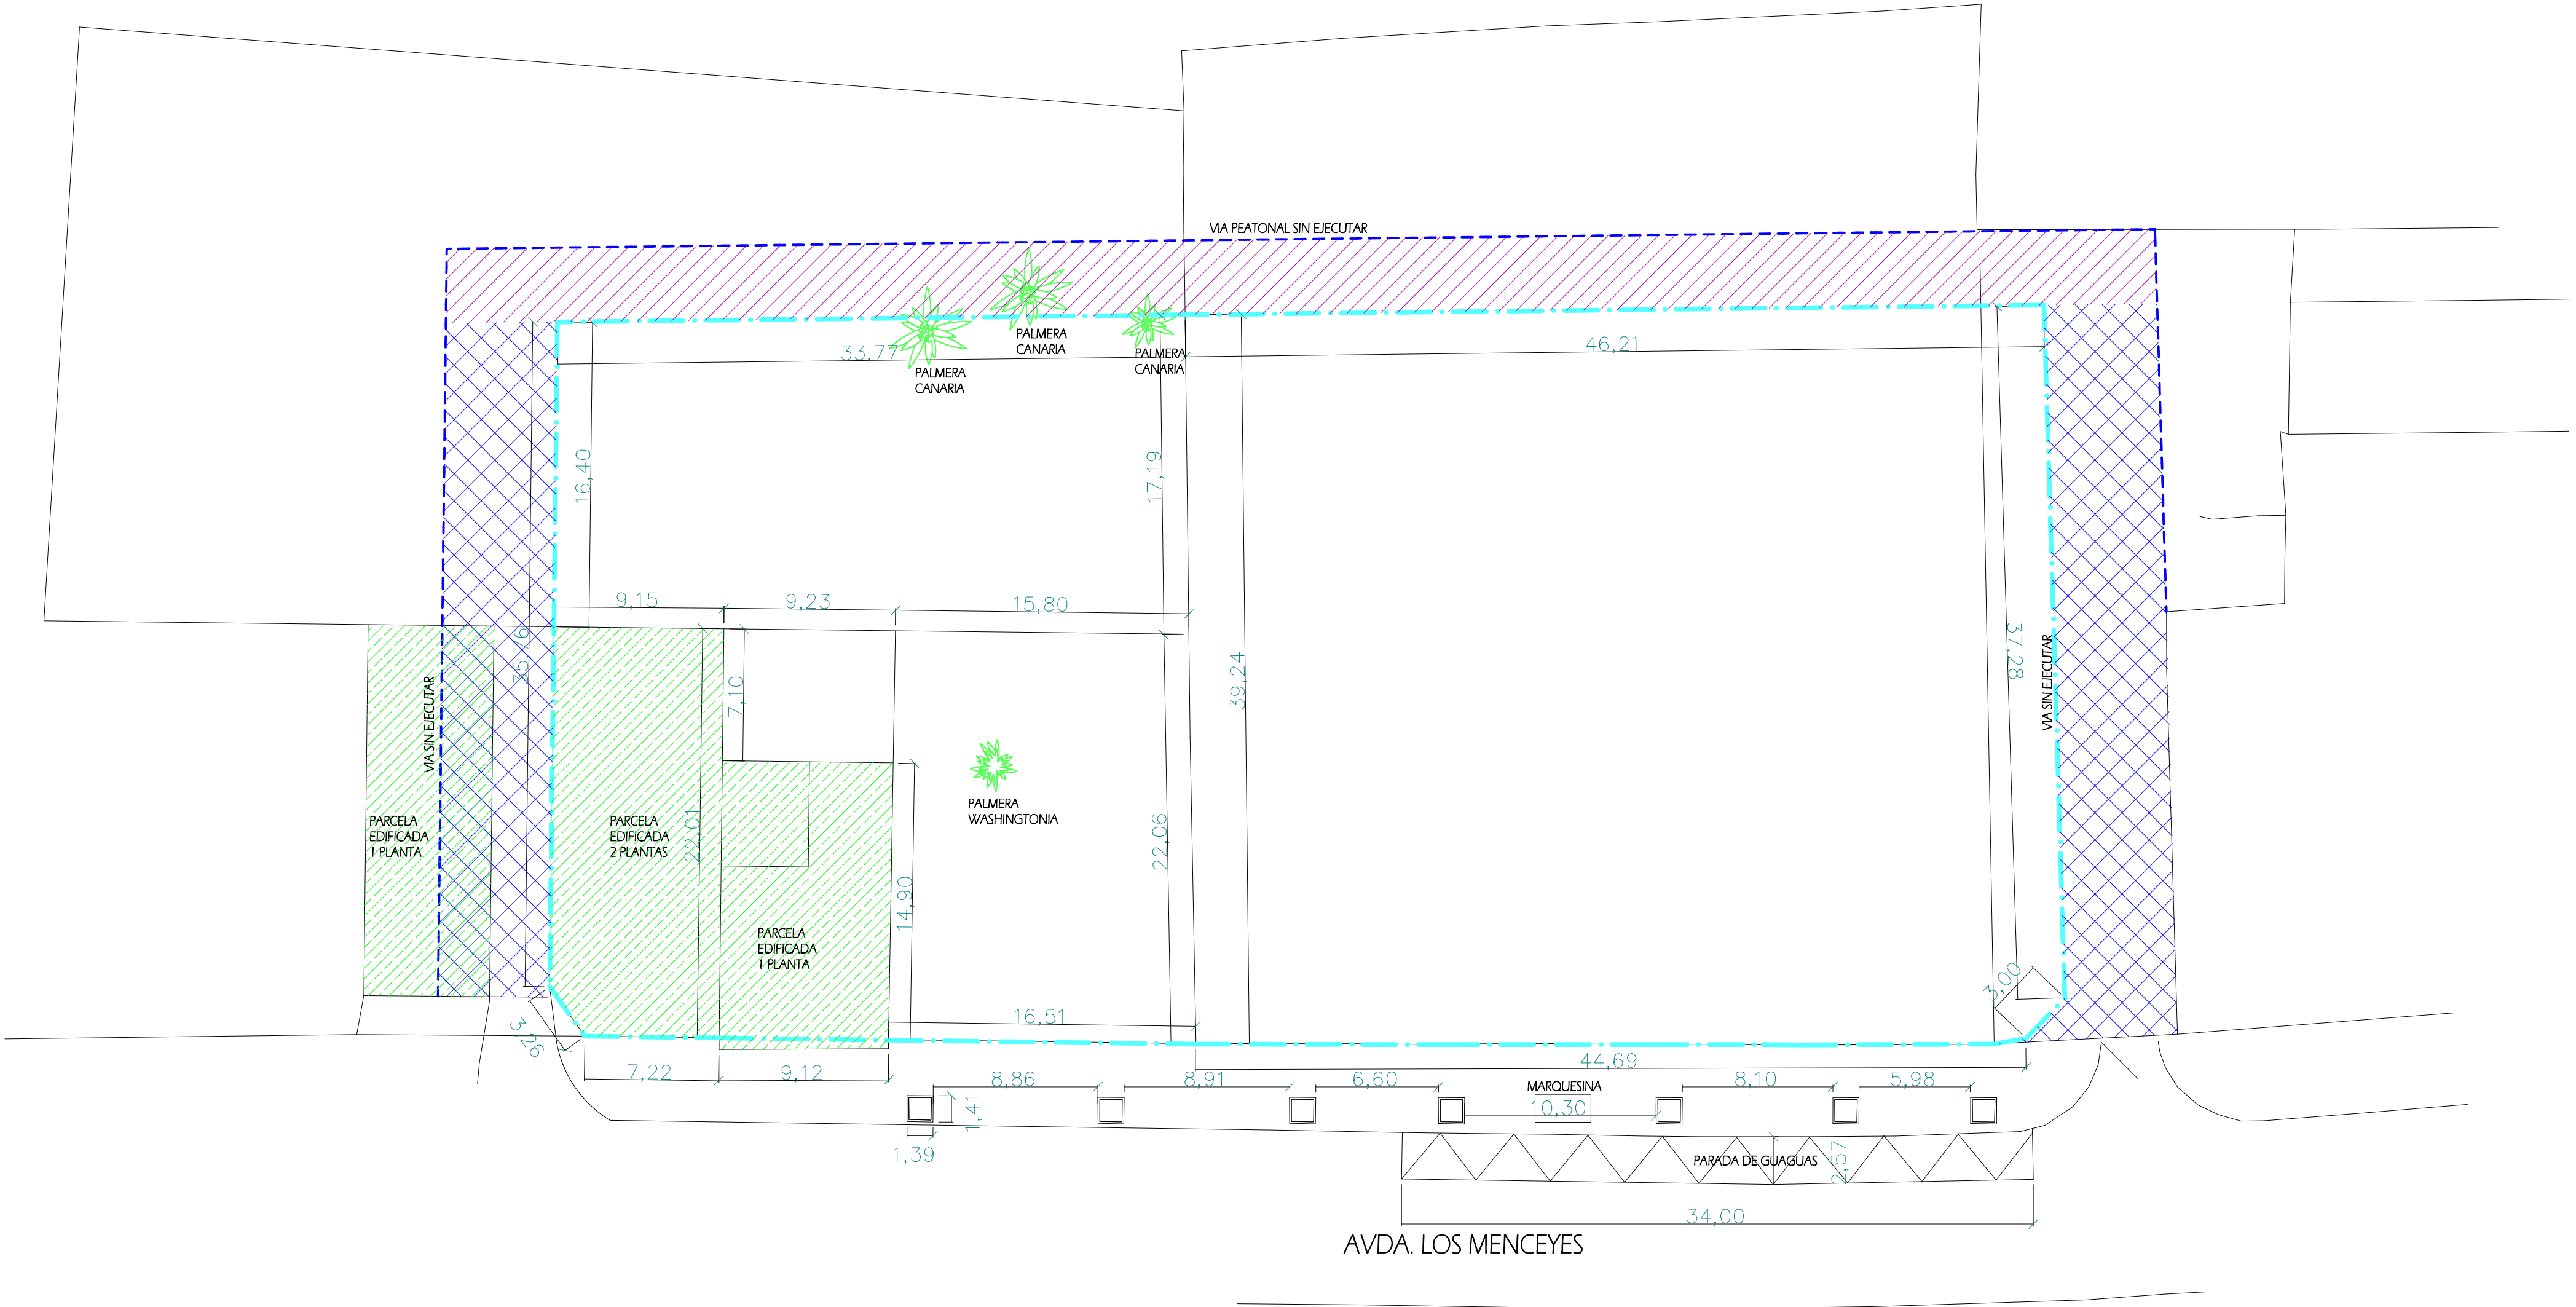 VIA PEATONAL SIN EJECUTAR
PALMERA
CANARIA
PALMERA
CANARIA
PALMERA
CANARIA
33,77
46,21
16,40
17,19
9,15
9,23
15,80
35,76
7,10
39,24
37,28
VIA SIN EJECUTAR
VIA SIN EJECUTAR
PALMERA
WASHINGTONIA
PARCELA
EDIFICADA
1 PLANTA
PARCELA
EDIFICADA
2 PLANTAS
22,01
22,06
14,90
PARCELA
EDIFICADA
1 PLANTA
3,00
16,51
3,26
44,69
7,22
9,12
8,86
8,91
6,60
MARQUESINA
8,10
5,98
1,41
10,30
1,39
PARADA DE GUAGUAS
2,57
34,00
AVDA. LOS MENCEYES